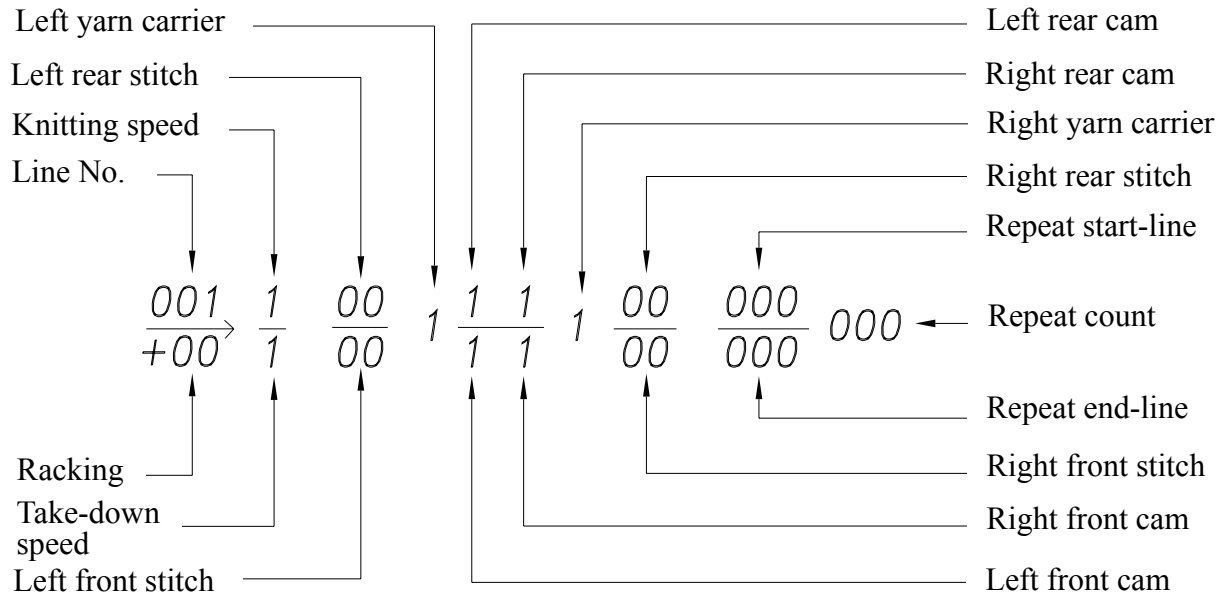 Left yarn carrier
Left rear cam
Left rear stitch
Right rear cam
Knitting speed
Right yarn carrier
Line No.
Right rear stitch
Repeat start-line
001 1 00 1 1 00 000
1 1 000
+00 1 00 1 1 00 000
Repeat count
Repeat end-line
Racking
Right front stitch
Take-down
speed
Right front cam
Left front stitch
Left front cam